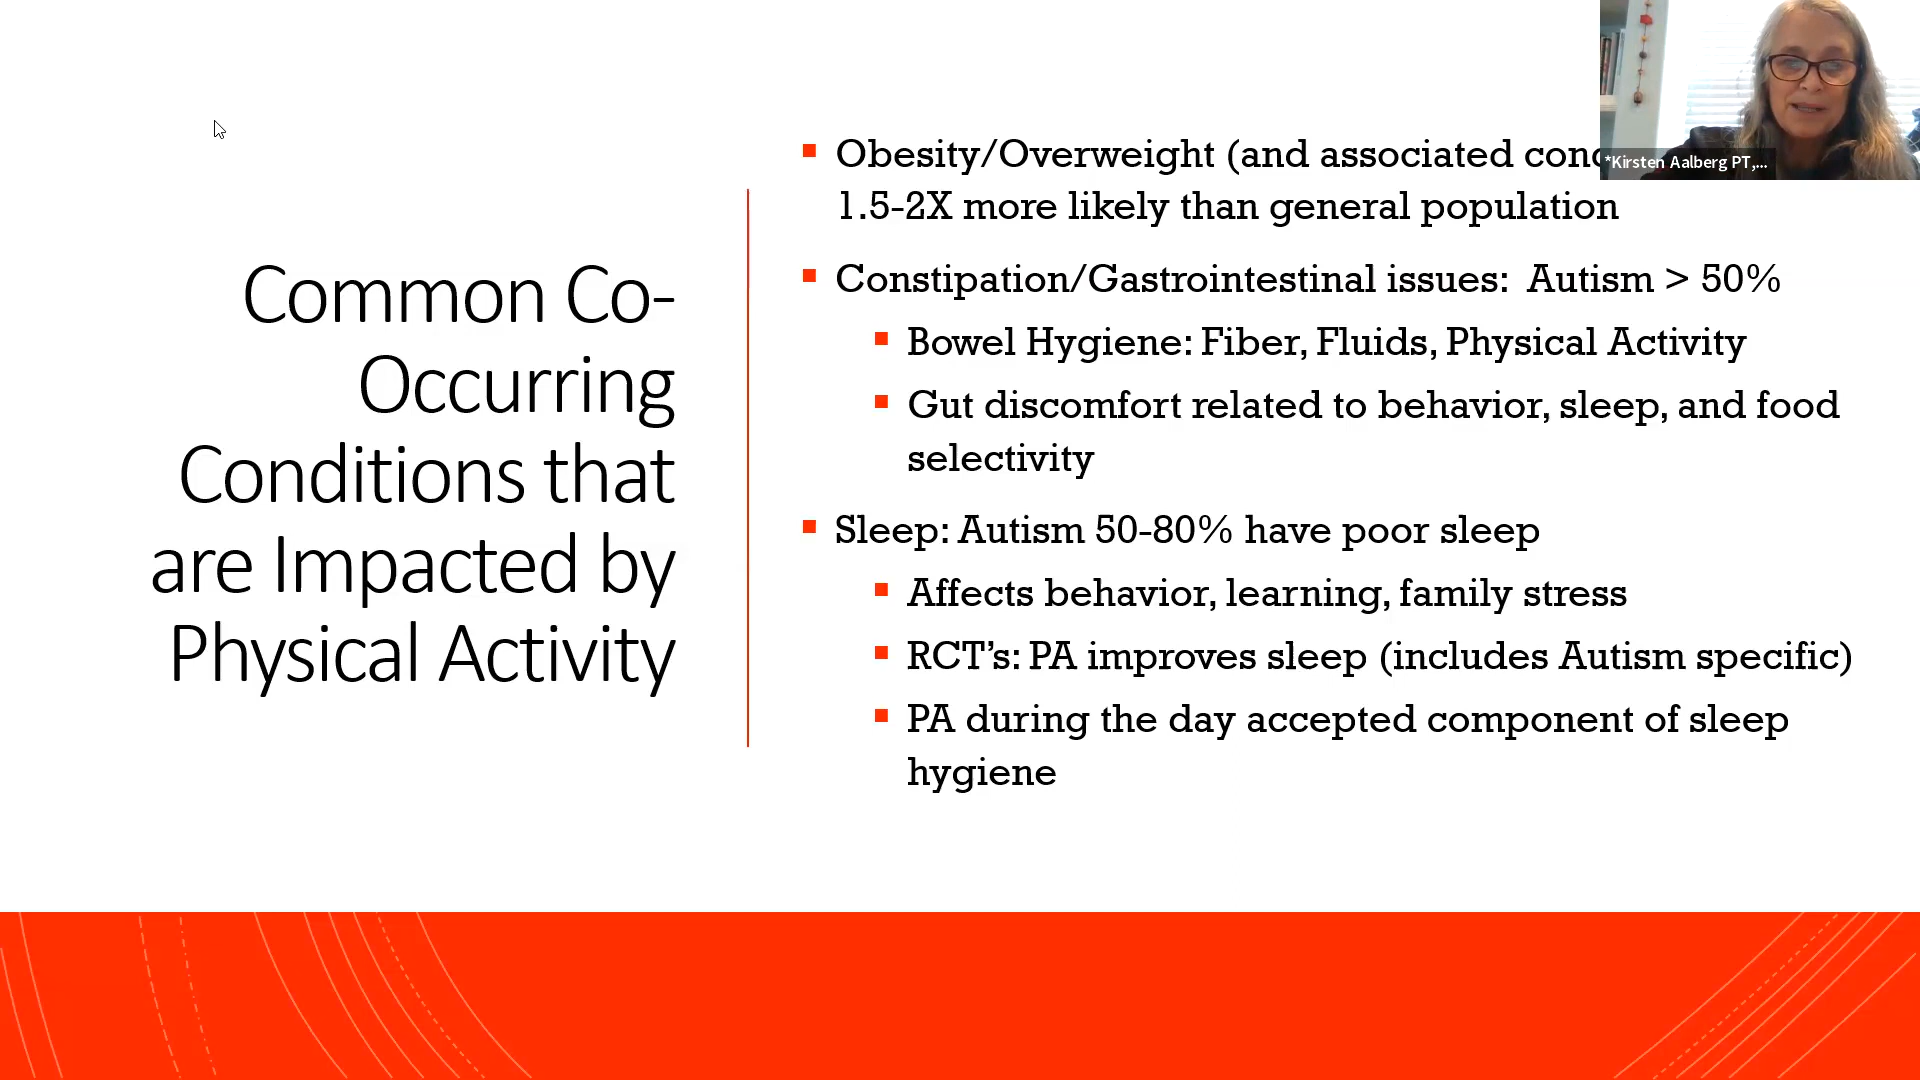 Common Co-
Occurring
Conditions that
are Impacted by
Physical Activity
Obesity/Overweight (and associated
1.5-2X more likely than general population
Constipation/Gastrointestinal issues: Autism > 50%
Bowel Hygiene: Fiber, Fluids, Physical Activity
Gut discomfort related to behavior, sleep, and food
selectivity
Sleep: Autism 50-80% have poor sleep
Affects behavior, learning, family stress
RCT’s: PA improves sleep (includes Autism specific)
PA during the day accepted component of sleep
hygiene
*Kirsten Aalberg PT,...